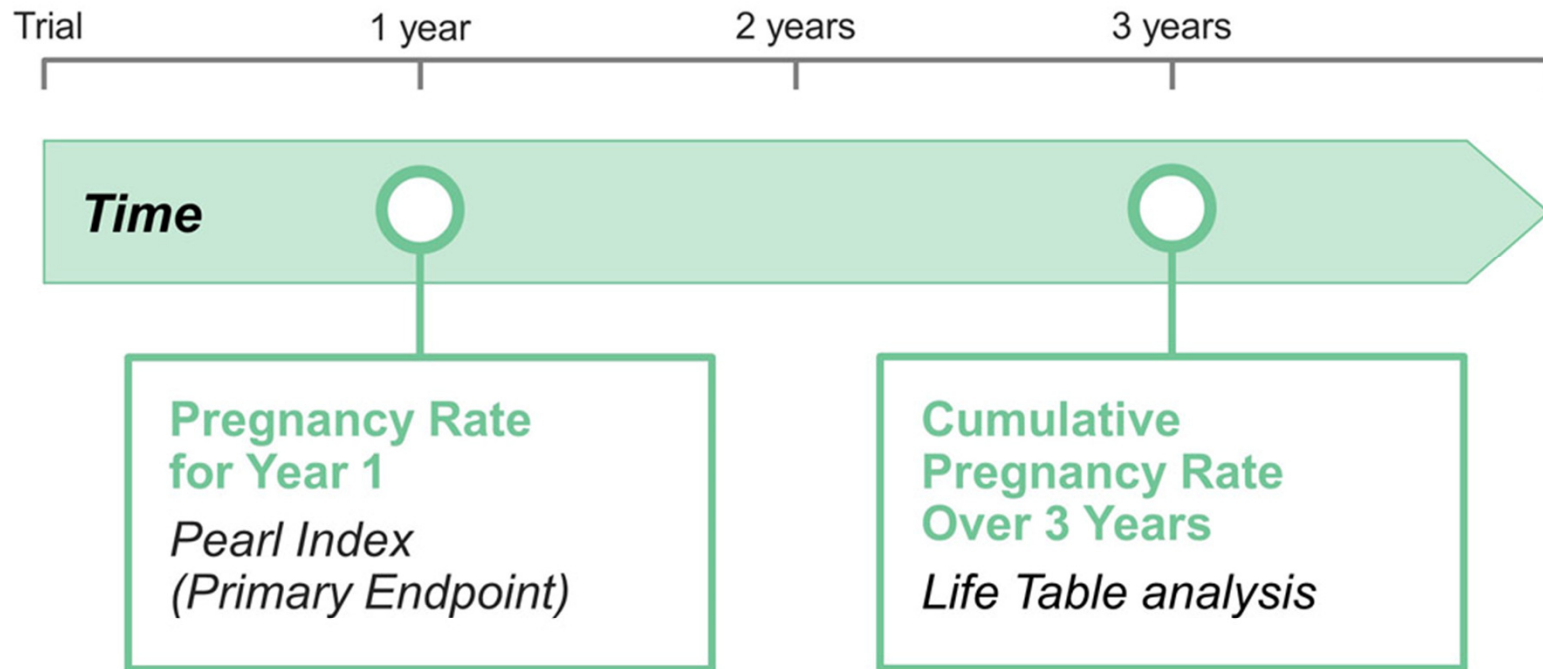 Trial
1 year
2 years
3 years
Time
Pregnancy Rate
for Year 1
Pearl Index
(Primary Endpoint)
Cumulative
Pregnancy Rate
Over 3 Years
Life Table analysis